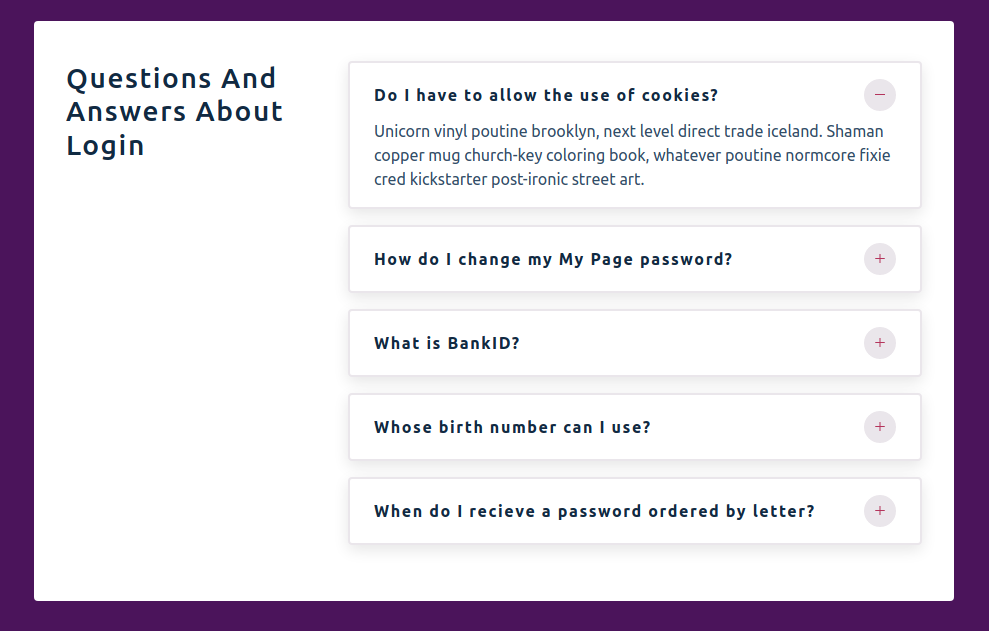 Questions And
Answers About
Login
Do I have to allow the use of cookies?
Unicorn vinyl poutine brooklyn, next level direct trade iceland. Shaman
copper mug church-key coloring book, whatever poutine normcore fixie
cred kickstarter post-ironic street art.
How do I change my My Page password?
What is BankID?
Whose birth number can I use?
When do I recieve a password ordered by letter?